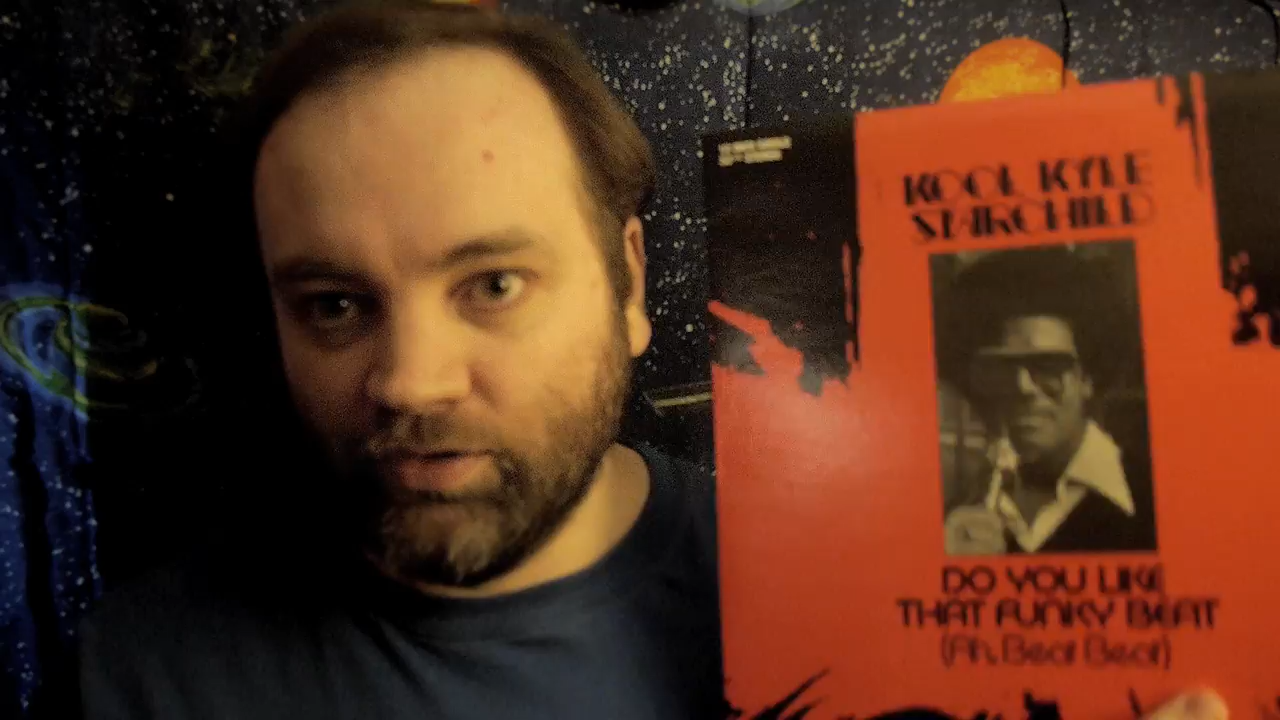 KOOL KYLE
STARCHILD
DO YOU LIKE
THAT FUNKY BEAT
(Ah, Beat Beat)